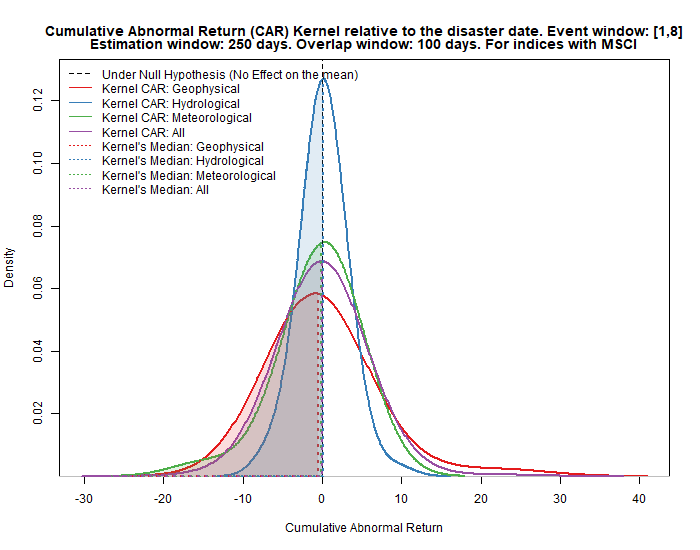 Cumulative Abnormal Return (CAR) Kernel relative to the disaster date. Event window: [1,8]
Estimation window: 250 days. Overlap window: 100 days. For indices with MSCI
Under Null Hypothesis (No Effect on the mean)
Kernel CAR: Geophysical
Kernel CAR: Hydrological
Kernel CAR: Meteorological
Kernel CAR: All
Kernel's Median: Geophysical
Kernel's Median: Hydrological
Kernel's Median: Meteorological
Kernel's Median: All
Density
0.12
0.10
0.08
0.06
0.04
0.02
-30 -20 -10 0 10 20 30 40
Cumulative Abnormal Return